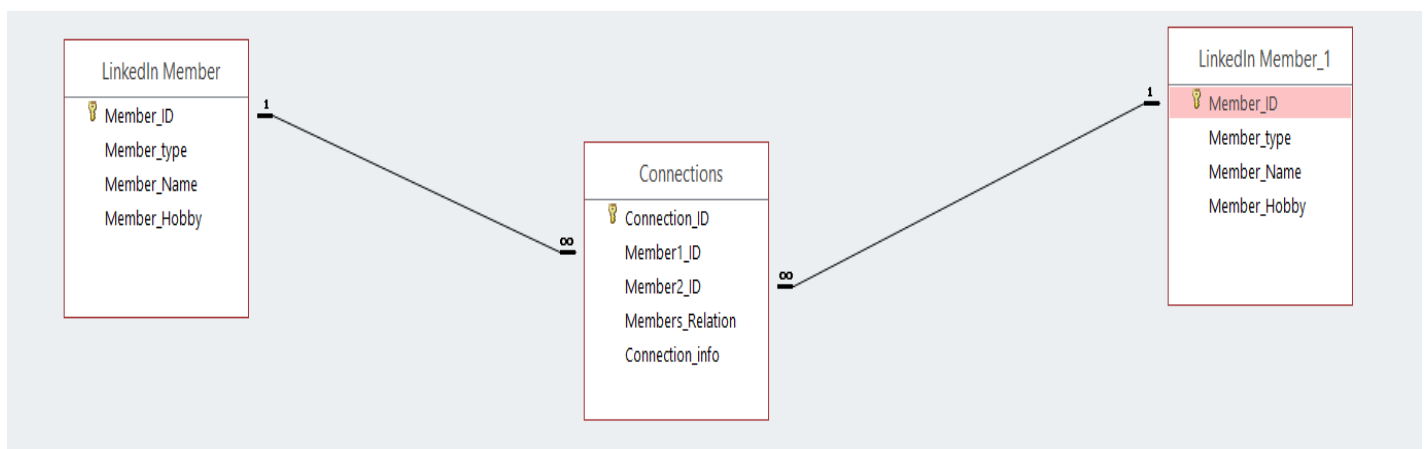 LinkedIn Member
Member_ID
Member_type
Member_Name
Member_Hobby
1
∞
Connections
Connection_ID
Member1_ID
Member2_ID
Members_Relation
Connection_info
∞
1
LinkedIn Member_1
Member_ID
Member_type
Member_Name
Member_Hobby